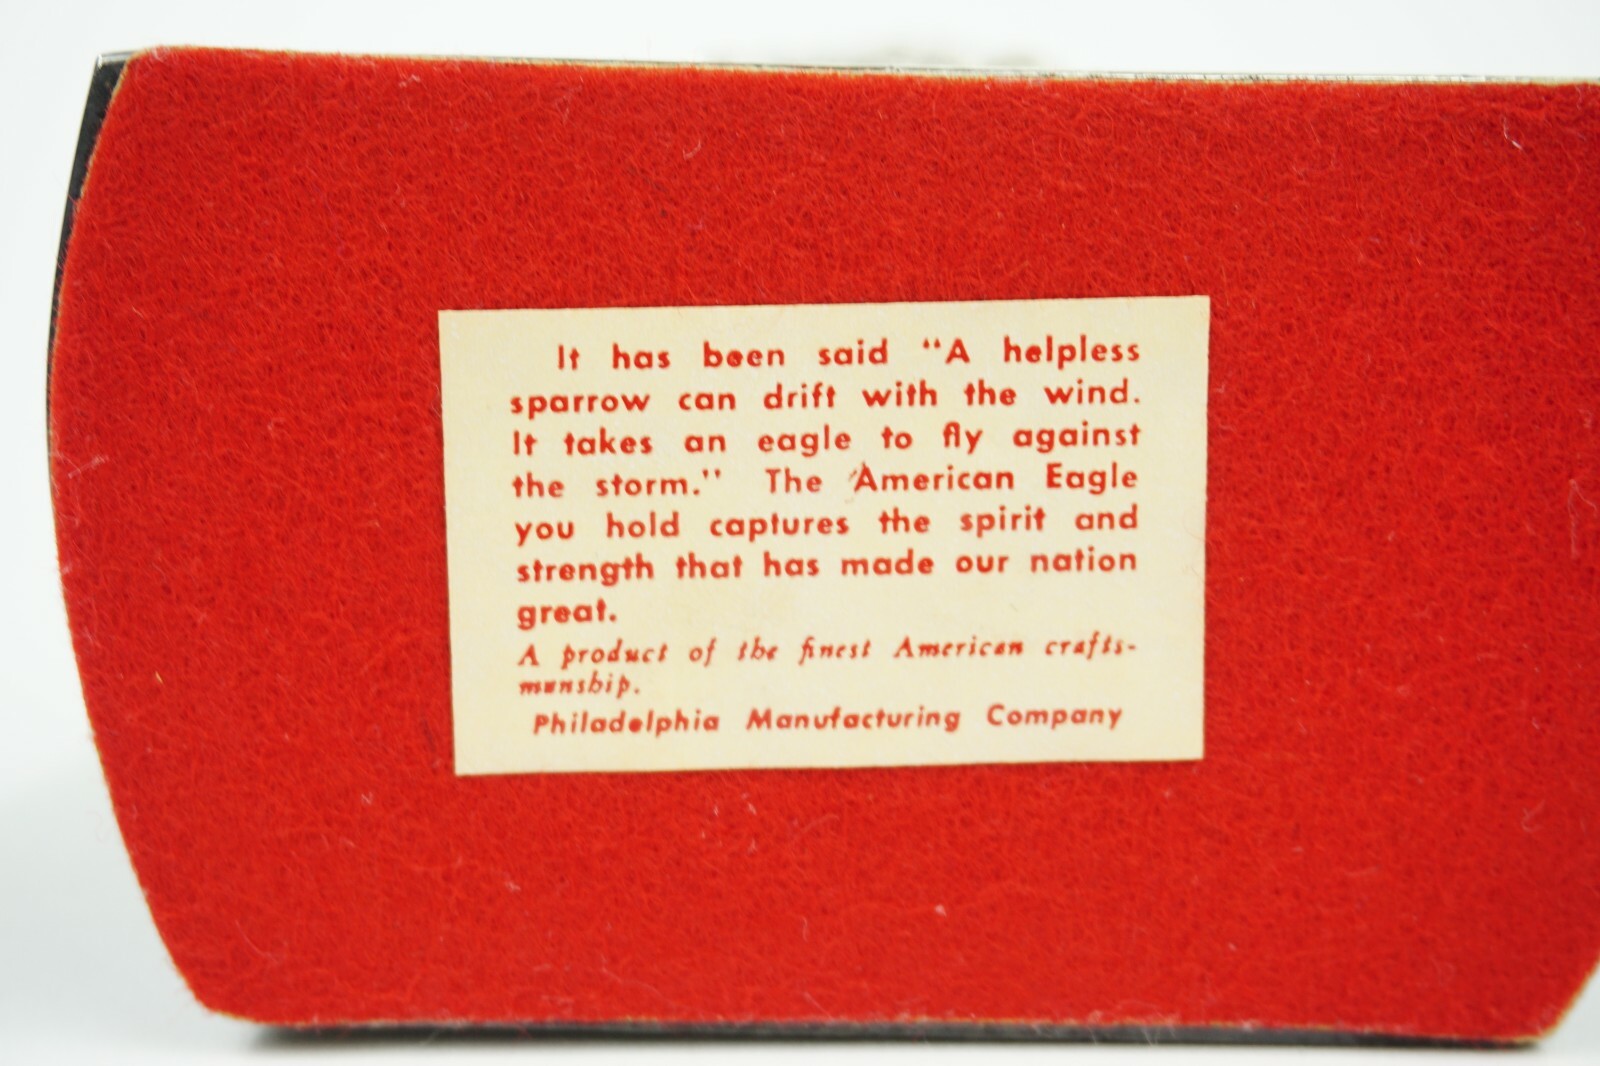 It has been said "A helpless
sparrow can drift with the wind.
It takes an eagle to fly against
the storm." The American Eagle
you hold captures the spirit and
strength that has made our nation
great.
A product of the finest American crafts-
manship.
Philadelphia Manufacturing Company